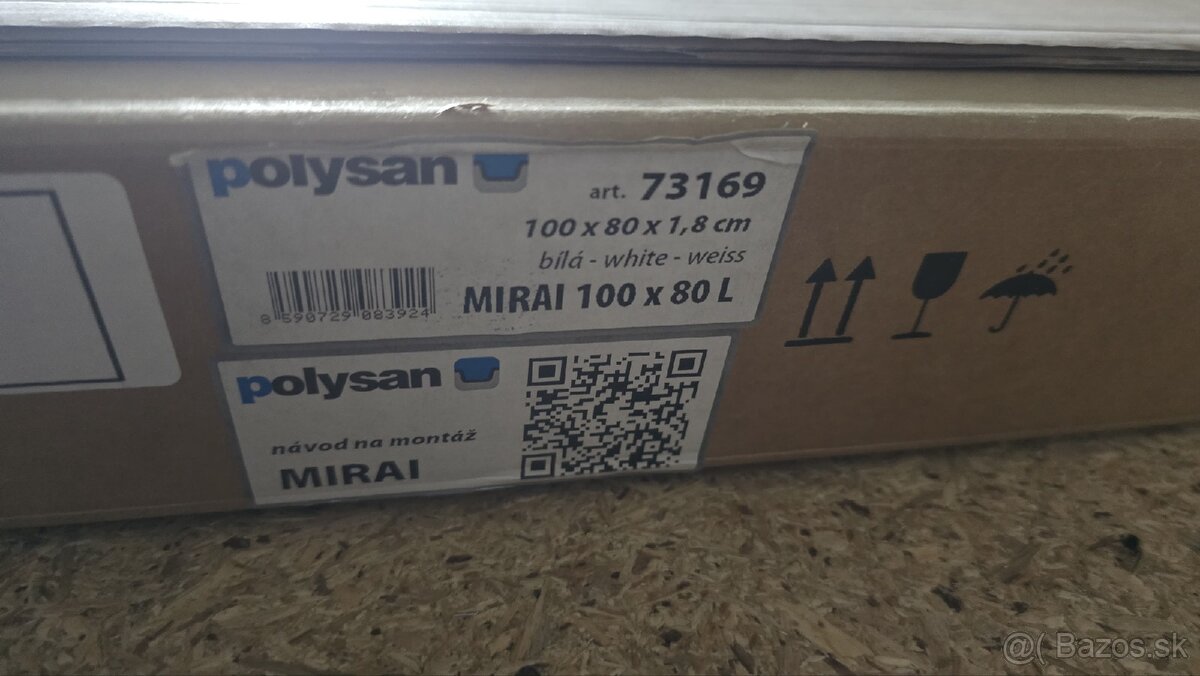 polysan
art. 73169
100 x 80 x 1,8 cm
bílá - white - weiss
MIRAI 100 x 80 L
8 590729 083924
polysan
návod na montáž
MIRAI
@( Bazos.sk